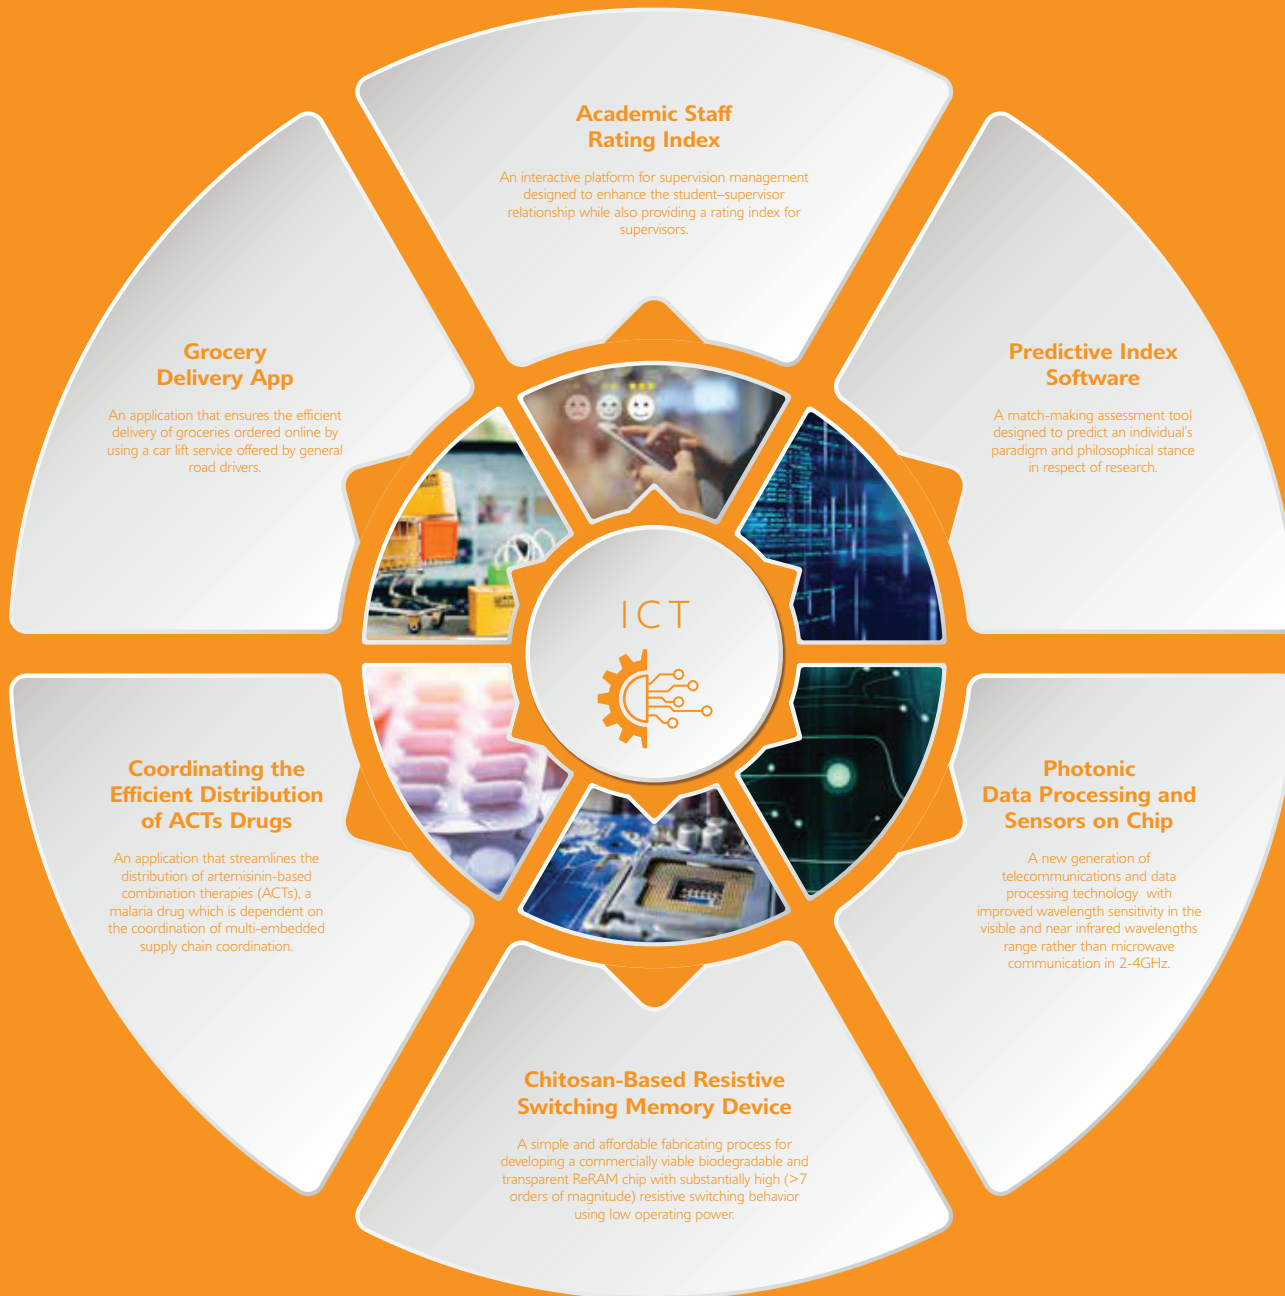 Academic Staff
Rating Index
An interactive platform for supervision management
designed to enhance the student–supervisor
relationship while also providing a rating index for
supervisors.
Grocery
Delivery App
An application that ensures the efficient
delivery of groceries ordered online by
using a car lift service offered by general
road drivers.
Predictive Index
Software
A match-making assessment tool
designed to predict an individual's
paradigm and philosophical stance
in respect of research.
ICT
Coordinating the
Efficient Distribution
of ACTs Drugs
An application that streamlines the
distribution of artemisinin-based
combination therapies (ACTs), a
malaria drug which is dependent on
the coordination of multi-embedded
supply chain coordination.
Photonic
Data Processing and
Sensors on Chip
A new generation of
telecommunications and data
processing technology with
improved wavelength sensitivity in the
visible and near infrared wavelengths
range rather than microwave
communication in 2-4GHz.
Chitosan-Based Resistive
Switching Memory Device
A simple and affordable fabricating process for
developing a commercially viable biodegradable and
transparent ReRAM chip with substantially high (>7
orders of magnitude) resistive switching behavior
using low operating power.